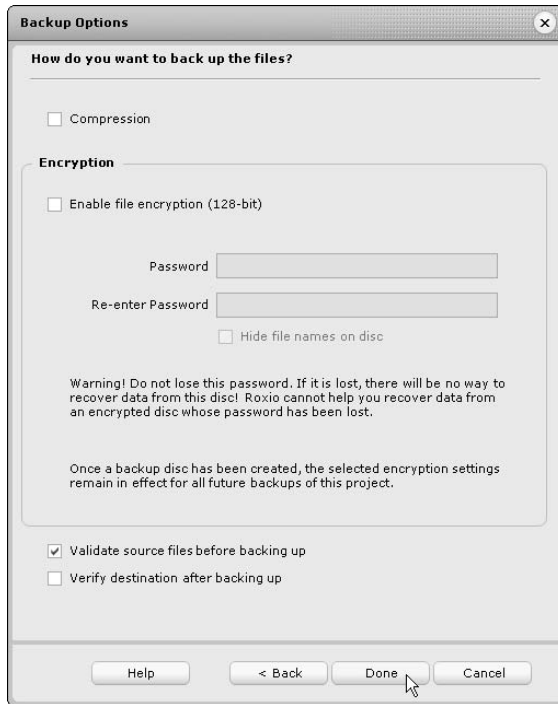 Backup Options
How do you want to back up the files?
Compression
Encryption
Enable file encryption (128-bit)
Password
Re-enter Password
Hide file names on disc
Warning! Do not lose this password. If it is lost, there will be no way to
recover data from this disc! Roxio cannot help you recover data from
an encrypted disc whose password has been lost.
Once a backup disc has been created, the selected encryption settings
remain in effect for all future backups of this project.
Validate source files before backing up
Verify destination after backing up
Help
< Back
Done
Cancel